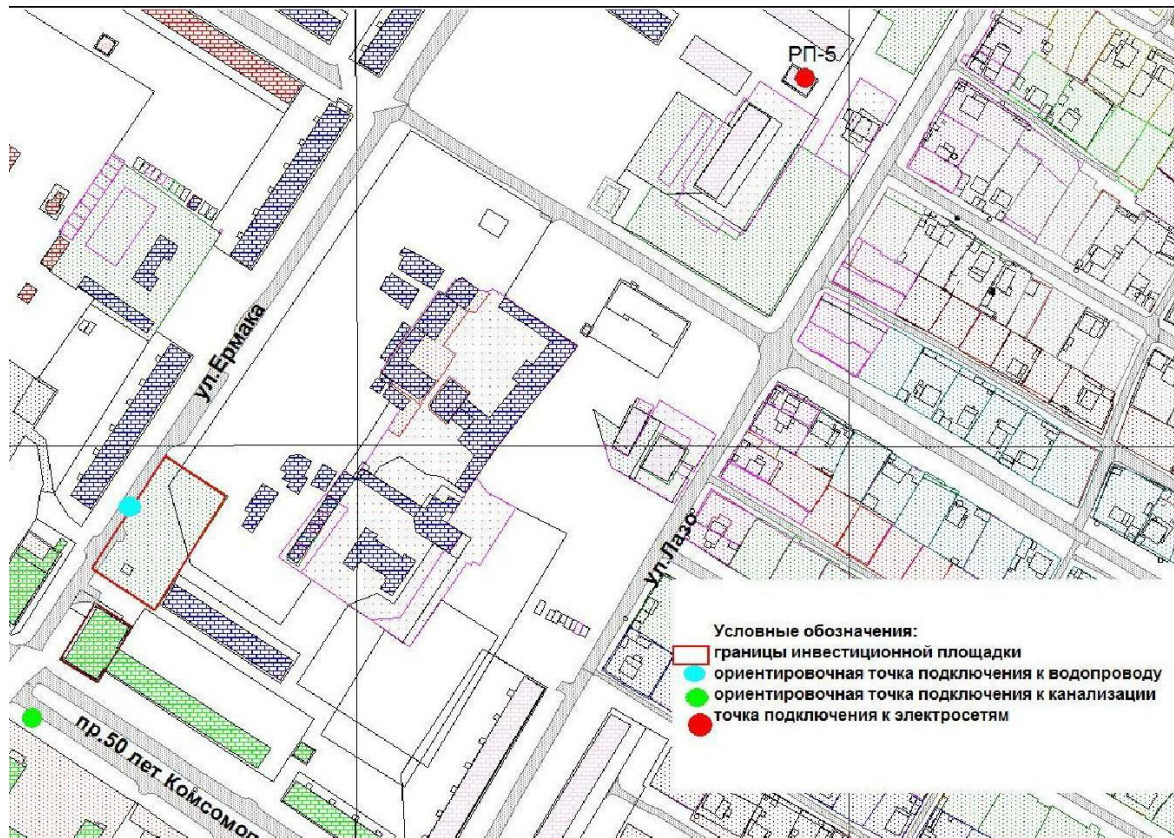 РП-5
ул.Ермака
ул.Лазо
пр.50 лет Комсомол
Условные обозначения:
границы инвестиционной площадки
ориентировочная точка подключения к водопроводу
ориентировочная точка подключения к канализации
точка подключения к электросетям